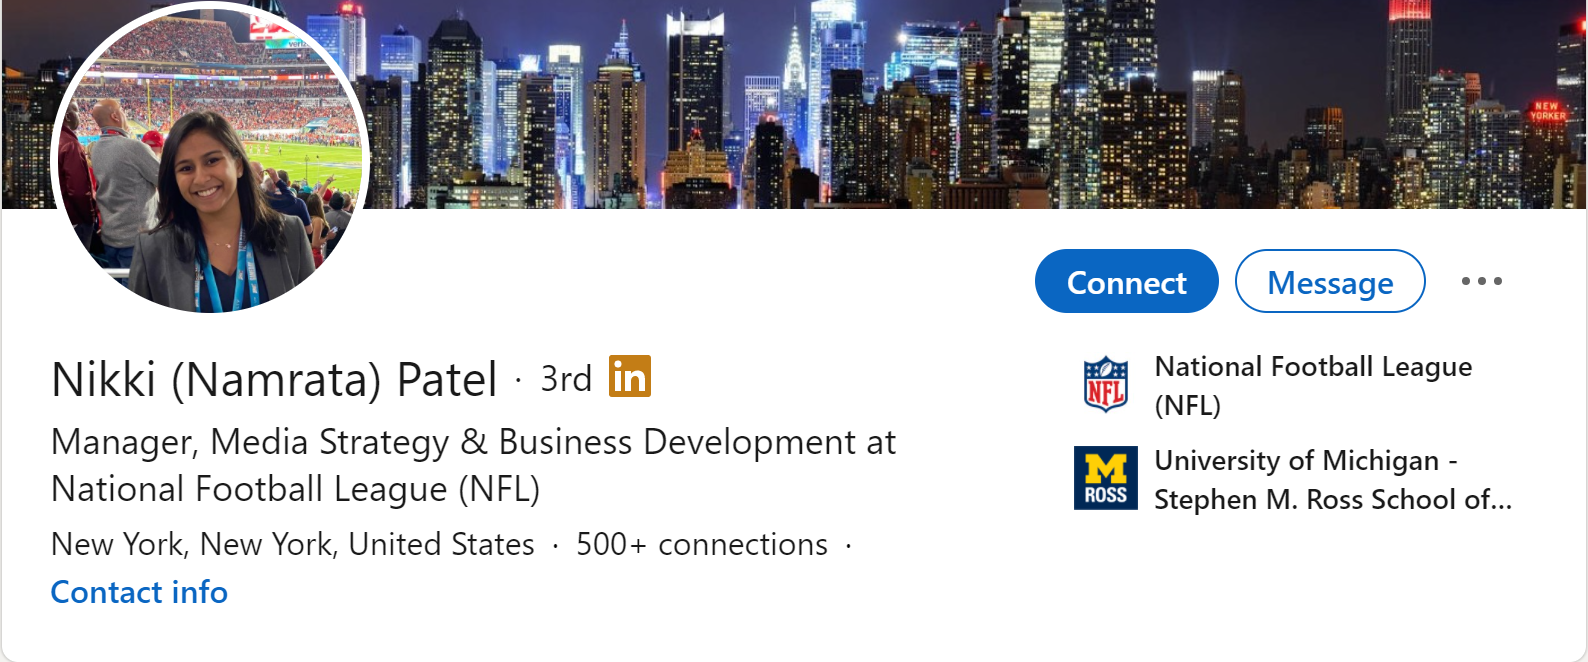 veriz
NEW
YORKER
Connect
Message
Nikki (Namrata) Patel · 3rd in
Manager, Media Strategy & Business Development at
National Football League (NFL)
New York, New York, United States · 500+ connections ·
Contact info
NFL
National Football League
(NFL)
M
ROSS
University of Michigan -
Stephen M. Ross School of...